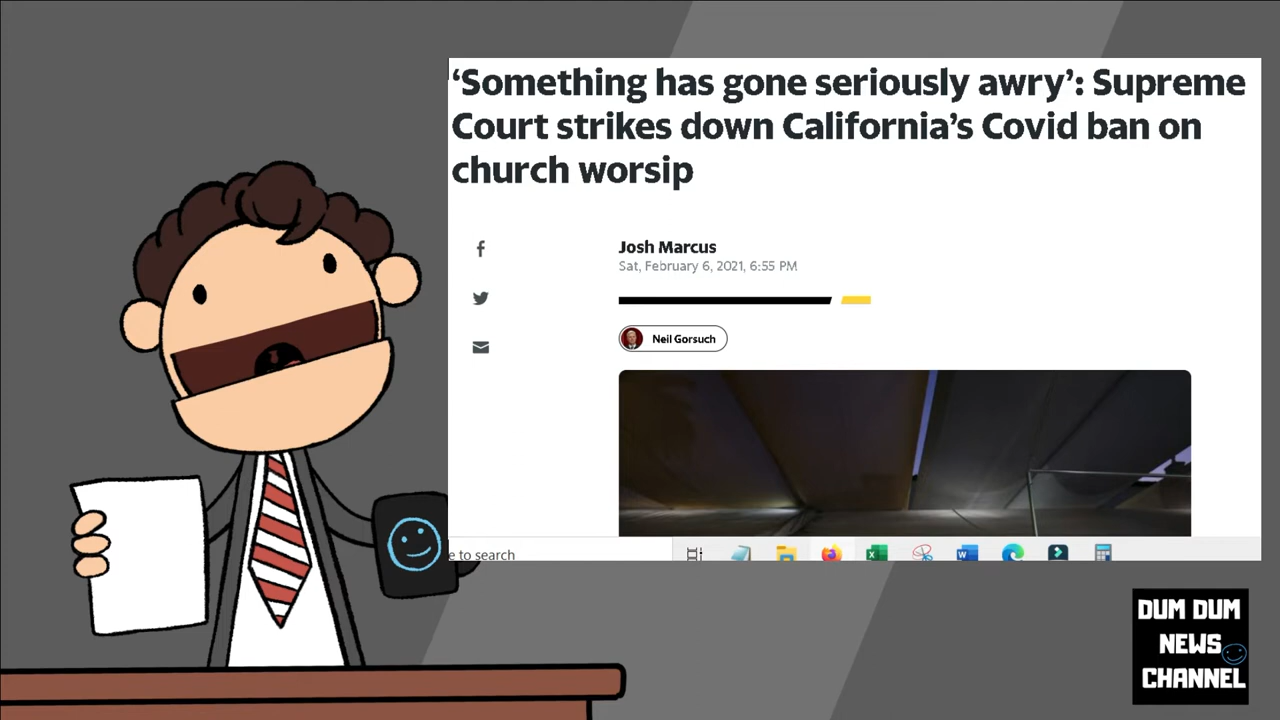 ‘Something has gone seriously awry’: Supreme
Court strikes down California’s Covid ban on
church worsip
Josh Marcus
Sat, February 6, 2021, 6:55 PM
Neil Gorsuch
e to search
DUM DUM
NEWS
CHANNEL